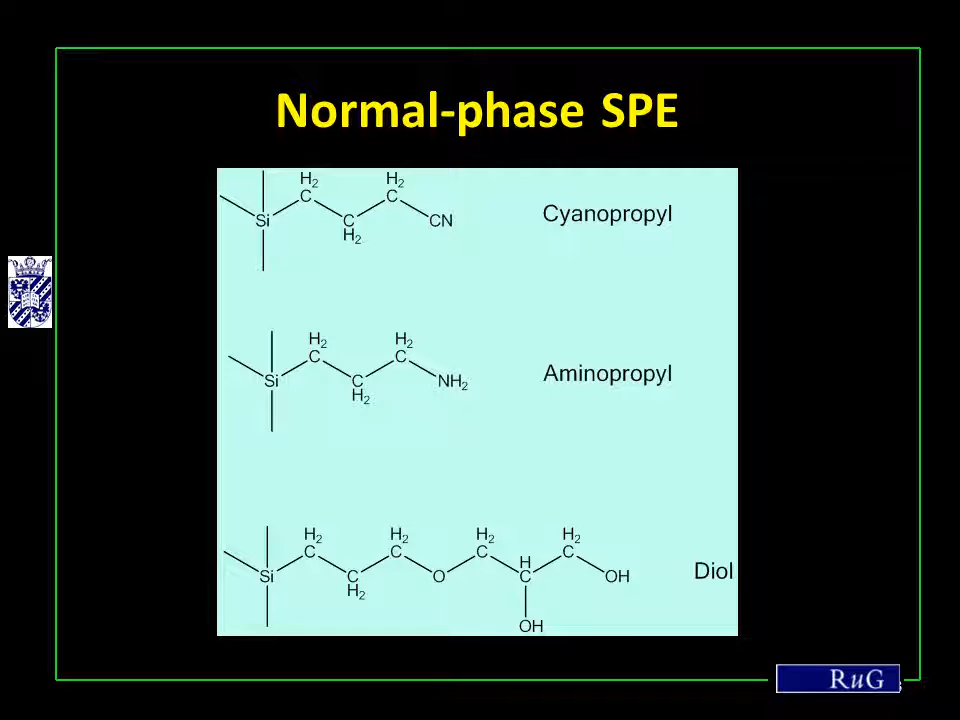 Normal-phase SPE
H2 H2
C C
Si C CN
H2
Cyanopropyl
H2 H2
C C
Si C NH2
H2
Aminopropyl
H2 H2 H2 H2
C C C H C
Si C O C OH
H2
OH
Diol
RuG